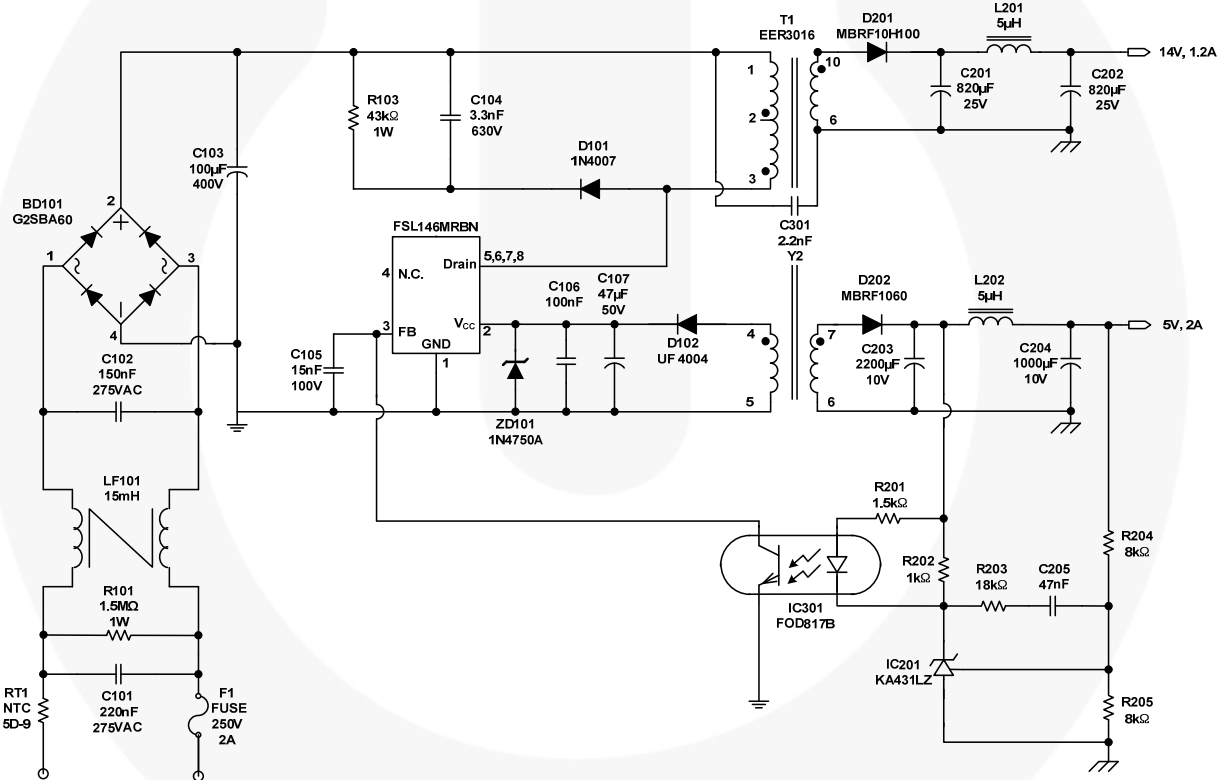 L201
5µH
T1
EER3016
D201
MBRF10H100
14V, 1.2A
1
10
R103
43kΩ
1W
C104
3.3nF
630V
C201
820µF
25V
C202
820µF
25V
2
6
C103
100µF
400V
D101
1N4007
3
BD101
G2SBA60
2
C301
2.2nF
Y2
FSL146MRBN
1
3
4
N.C.
Drain
5,6,7,8
C106
100nF
C107
47µF
50V
D202
MBRF1060
L202
5µH
4
3
FB
VCC
2
GND
1
D102
UF 4004
4
7
5V, 2A
C203
2200µF
10V
C204
1000µF
10V
C105
15nF
100V
C102
150nF
275VAC
5
6
ZD101
1N4750A
LF101
15mH
R201
1.5kΩ
R204
8kΩ
R202
1kΩ
R203
18kΩ
C205
47nF
R101
1.5MΩ
1W
IC301
FOD817B
IC201
KA431LZ
RT1
NTC
5D-9
C101
220nF
275VAC
F1
FUSE
250V
2A
R205
8kΩ